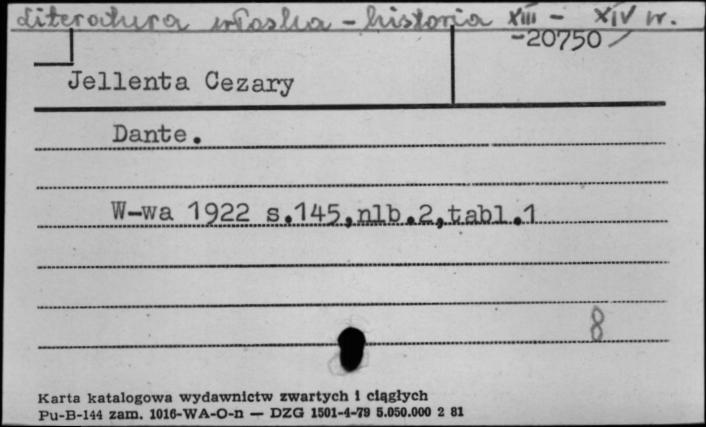 Literatura włoska - historia XIII - XIV w.
-20750
Jellenta Cezary
Dante.
W-wa 1922 s.145,nlb.2,tabl.1
8
Karta katalogowa wydawnictw zwartych i ciągłych
Pu-B-144 zam. 1016-WA-O-n — DZG 1501-4-79 5.050.000 2 81